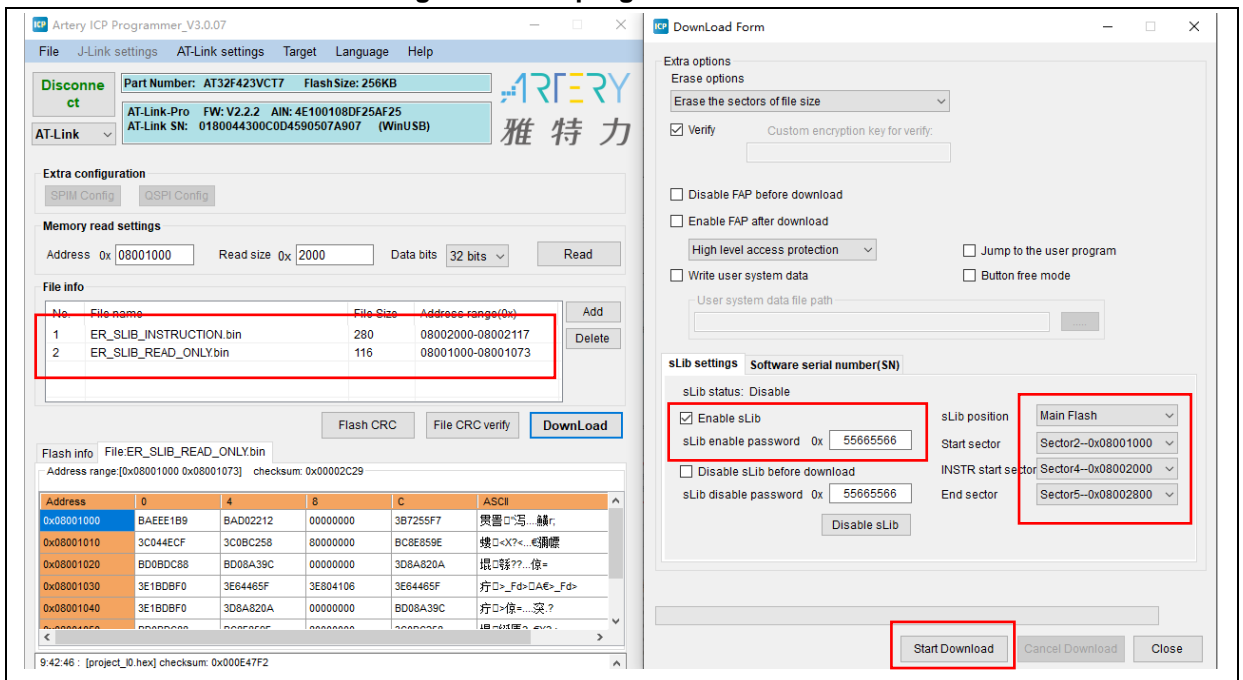 Artery ICP Programmer_V3.0.07
File J-Link settings AT-Link settings Target Language Help
Disconne
ct
Part Number: AT32F423VCT7 FlashSize: 256KB
AT-Link-Pro FW: V2.2.2 AIN: 4E100108DF25AF25
AT-Link SN: 0180044300C0D4590507A907 (WinUSB)
AT-Link
ARTERY
雅特力
Extra configuration
SPIM Config QSPI Config
Memory read settings
Address 0x 08001000 Read size 0x 2000 Data bits 32 bits Read
File info
No. File name File Size Address range(0x) Add
1 ER_SLIB_INSTRUCTION.bin 280 08002000-08002117 Delete
2 ER_SLIB_READ_ONLY.bin 116 08001000-08001073
Flash CRC File CRC verify DownLoad
Flash info File:ER_SLIB_READ_ONLY.bin
Address range:[0x08001000 0x08001073] checksum: 0x00002C29
Address 0 4 8 C ASCII
0x08001000 BAEEE1B9 BAD02212 00000000 3B7255F7
0x08001010 3C044ECF 3C0BC258 80000000 BC8E859E
0x08001020 BD0BDC88 BD08A39C 00000000 3D8A820A
0x08001030 3E1BDBF0 3E64465F 3E804106 3E64465F
0x08001040 3E1BDBF0 3D8A820A 00000000 BD08A39C
9:42:46 : [project_l0.hex] checksum: 0x000E47F2
DownLoad Form
Extra options
Erase options
Erase the sectors of file size
Verify Custom encryption key for verify:
Disable FAP before download
Enable FAP after download
High level access protection Jump to the user program
Write user system data Button free mode
User system data file path
.....
sLib settings Software serial number(SN)
sLib status: Disable
Enable sLib sLib position Main Flash
sLib enable password 0x 55665566 Start sector Sector2--0x08001000
Disable sLib before download INSTR start sector Sector4--0x08002000
sLib disable password 0x 55665566 End sector Sector5--0x08002800
Disable sLib
Start Download Cancel Download Close